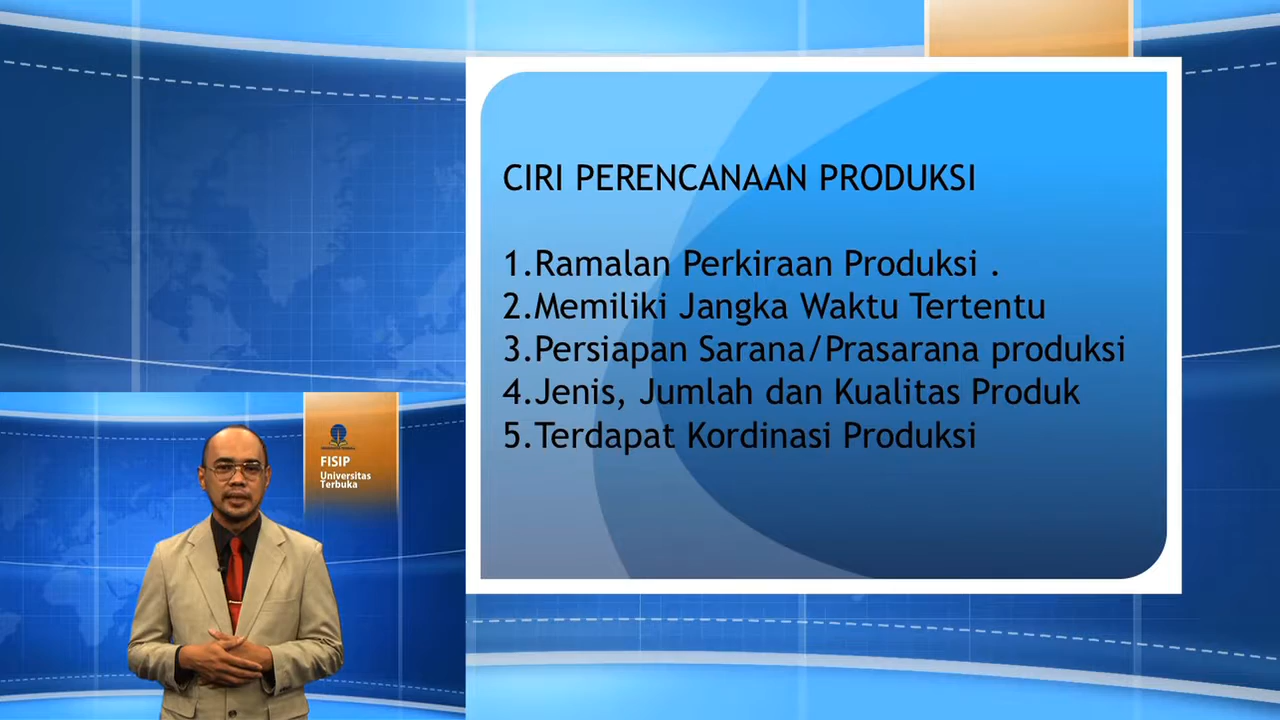 CIRI PERENCANAAN PRODUKSI
1.Ramalan Perkiraan Produksi .
2.Memiliki Jangka Waktu Tertentu
3.Persiapan Sarana/Prasarana produksi
4.Jenis, Jumlah dan Kualitas Produk
5.Terdapat Kordinasi Produksi
FISIP
Universitas
Terbuka